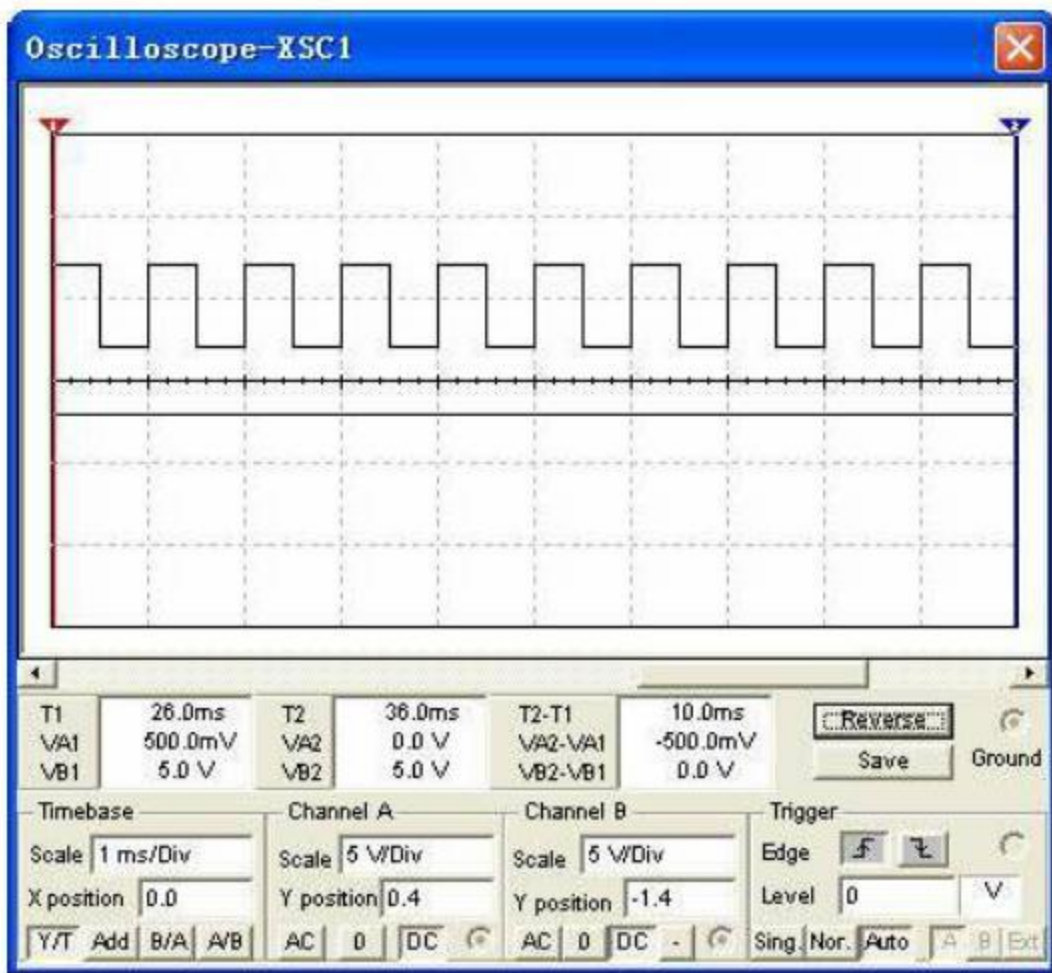 Oscilloscope-XSC1
1
2
T1 26.0ms T2 36.0ms T2-T1 10.0ms Reverse
VA1 500.0mV VA2 0.0 V VA2-VA1 -500.0mV
VB1 5.0 V VB2 5.0 V VB2-VB1 0.0 V Save Ground
Timebase Channel A Channel B Trigger
Scale 1 ms/Div Scale 5 V/Div Scale 5 V/Div Edge
X position 0.0 Y position 0.4 Y position -1.4 Level 0 V
Y/T Add B/A A/B AC 0 DC AC 0 DC - Sing. Nor. Auto A B Ext